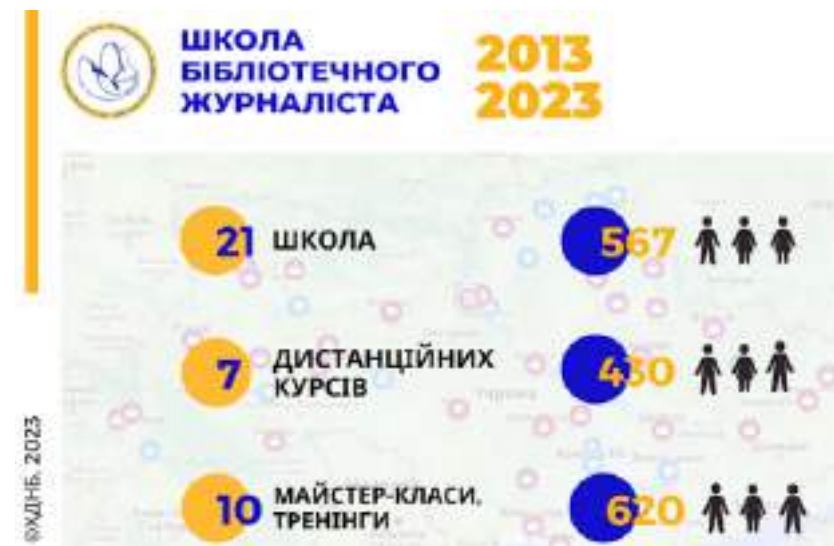 ШКОЛА
БІБЛІОТЕЧНОГО
ЖУРНАЛІСТА
2013
2023
21 ШКОЛА 567
7 ДИСТАНЦІЙНИХ
КУРСІВ
430
10 МАЙСТЕР-КЛАСИ,
ТРЕНІНГИ
620
©ХДНБ, 2023